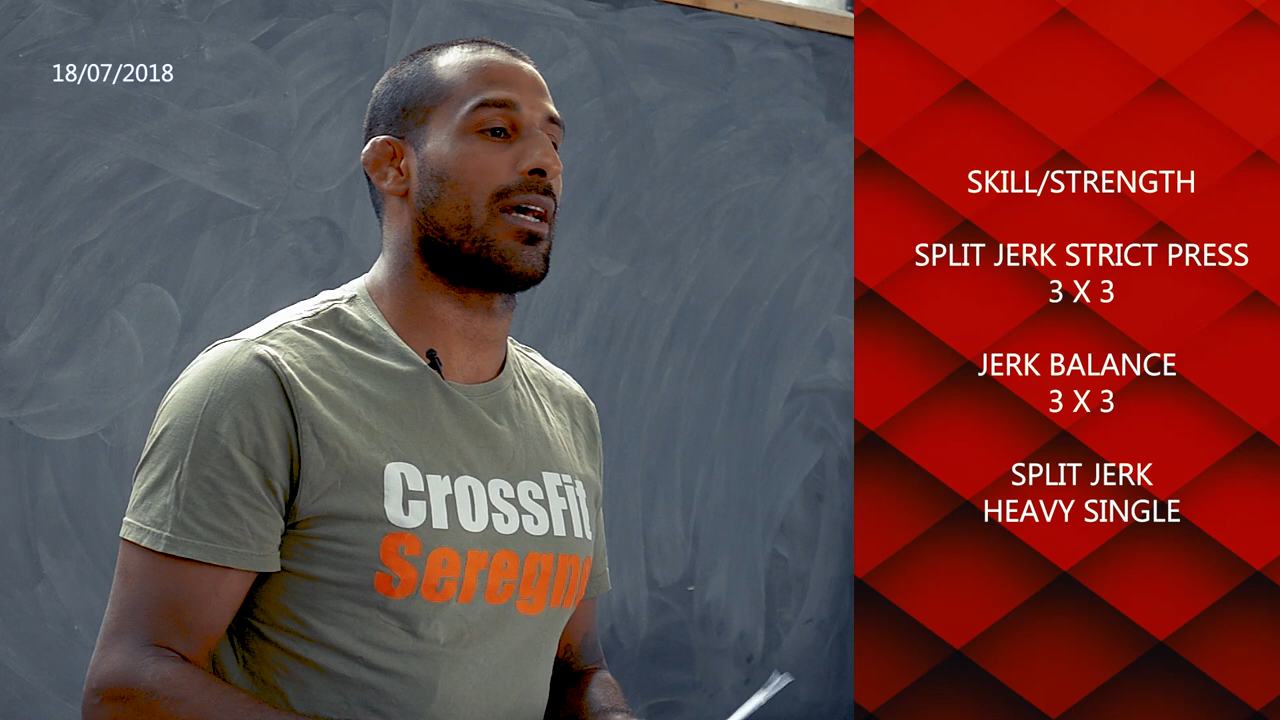 18/07/2018
CrossFit
Seregno
SKILL/STRENGTH
SPLIT JERK STRICT PRESS
3 X 3
JERK BALANCE
3 X 3
SPLIT JERK
HEAVY SINGLE